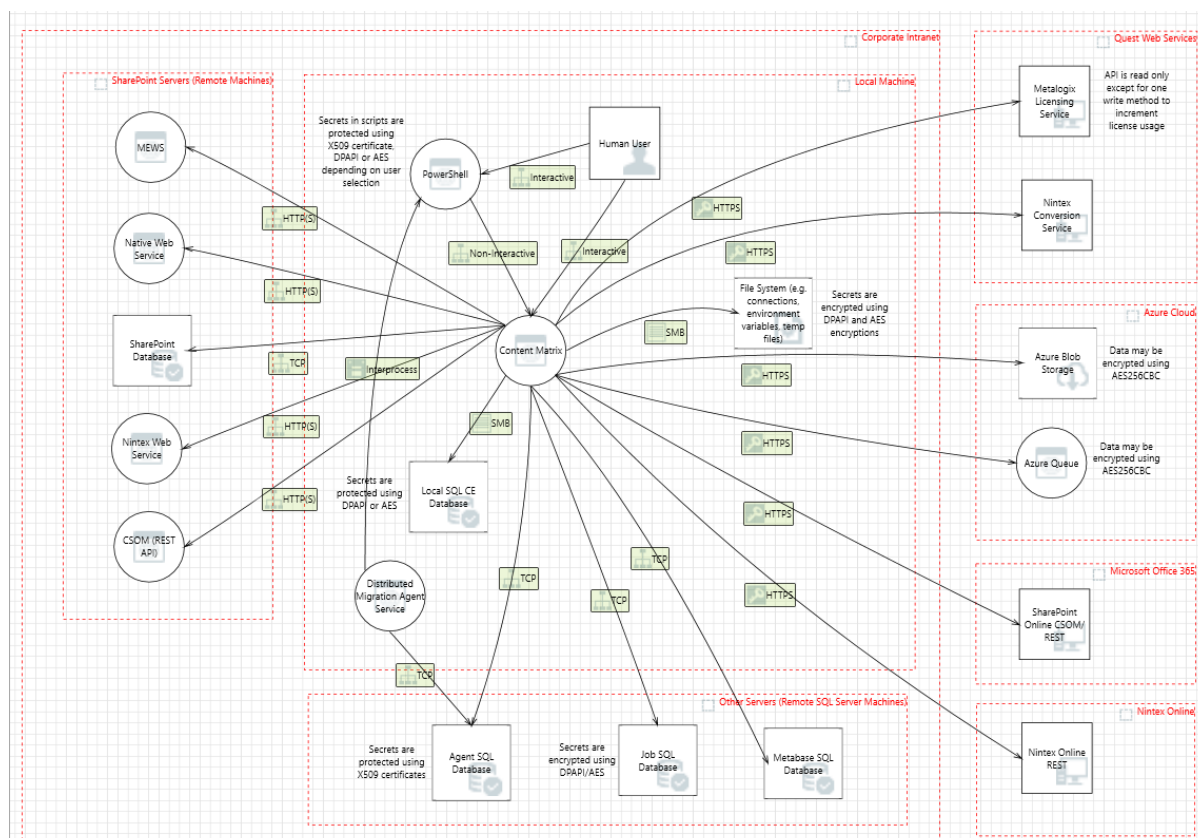 Corporate Intranet
Quest Web Services
SharePoint Servers (Remote Machines)
Local Machine
Metalogix
Licensing
Service
API is read only
except for one
write method to
increment
license usage
Secrets in scripts are
protected using
X509 certificate,
DPAPI or AES
depending on user
selection
MEWS
PowerShell
Human User
Interactive
HTTPS
HTTP(S)
Nintex
Conversion
Service
Native Web
Service
Non-Interactive
Interactive
HTTPS
HTTP(S)
File System (e.g.
connections,
environment
variables, temp
files)
Secrets are
encrypted using
DPAPI and AES
encryptions
Azure Cloud
SharePoint
Database
SMB
Content Matrix
TCP
Interprocess
HTTPS
Azure Blob
Storage
Data may be
encrypted using
AES256CBC
Nintex Web
Service
HTTP(S)
SMB
HTTPS
Azure Queue
Data may be
encrypted using
AES256CBC
Secrets are
protected using
DPAPI or AES
Local SQL CE
Database
HTTP(S)
HTTPS
CSOM (REST
API)
TCP
TCP
TCP
HTTPS
Distributed
Migration Agent
Service
Microsoft Office 365
SharePoint
Online CSOM/
REST
TCP
Other Servers (Remote SQL Server Machines)
Nintex Online
Secrets are
protected using
X509 certificates
Agent SQL
Database
Secrets are
encrypted using
DPAPI/AES
Job SQL
Database
Metabase SQL
Database
Nintex Online
REST